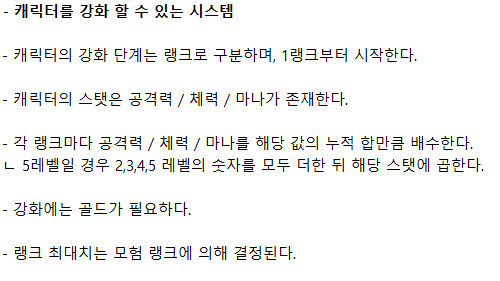 - 캐릭터를 강화 할 수 있는 시스템
- 캐릭터의 강화 단계는 랭크로 구분하며, 1랭크부터 시작한다.
- 캐릭터의 스탯은 공격력 / 체력 / 마나가 존재한다.
- 각 랭크마다 공격력 / 체력 / 마나를 해당 값의 누적 합만큼 배수한다.
ㄴ 5레벨일 경우 2,3,4,5 레벨의 숫자를 모두 더한 뒤 해당 스탯에 곱한다.
- 강화에는 골드가 필요하다.
- 랭크 최대치는 모험 랭크에 의해 결정된다.